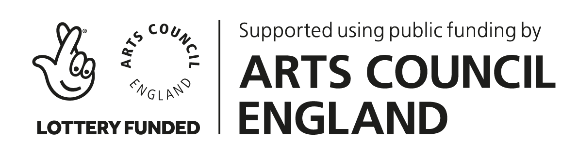 ARTS COUNCIL
ENGLAND
LOTTERY FUNDED
Supported using public funding by
ARTS COUNCIL
ENGLAND